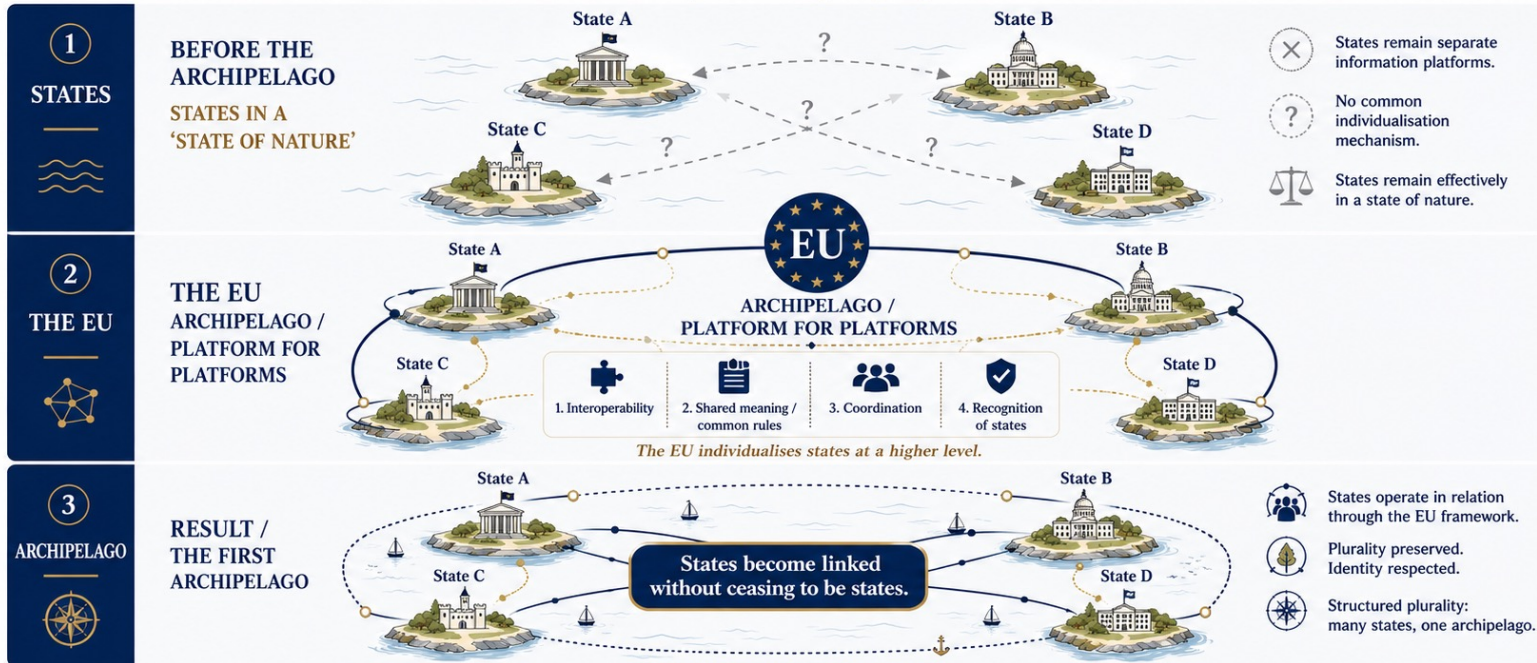 1
STATES
BEFORE THE
ARCHIPELAGO
STATES IN A
‘STATE OF NATURE’
State A
State B
State C
State D
?
?
?
?
States remain separate
information platforms.
?
No common
individualisation
mechanism.
States remain effectively
in a state of nature.
2
THE EU
THE EU
ARCHIPELAGO /
PLATFORM FOR
PLATFORMS
State A
State B
State C
State D
EU
ARCHIPELAGO /
PLATFORM FOR PLATFORMS
1. Interoperability
2. Shared meaning /
common rules
3. Coordination
4. Recognition
of states
The EU individualises states at a higher level.
3
ARCHIPELAGO
RESULT /
THE FIRST
ARCHIPELAGO
State A
State B
State C
State D
States become linked
without ceasing to be states.
States operate in relation
through the EU framework.
Plurality preserved.
Identity respected.
Structured plurality:
many states, one archipelago.